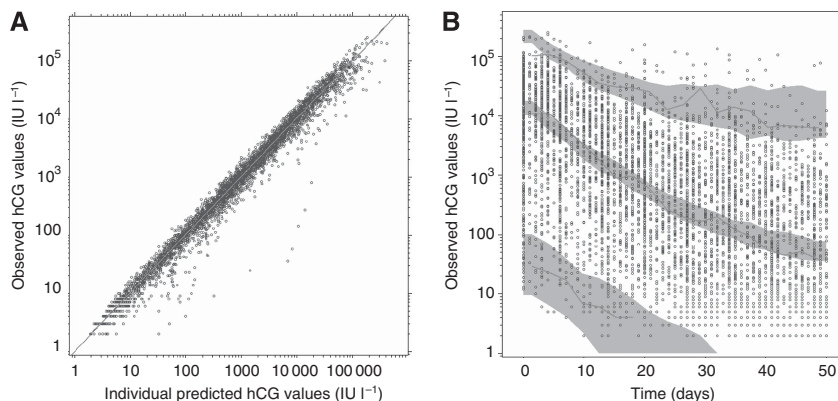 A
Observed hCG values (IU l⁻¹)
10⁵
10⁴
10³
100
10
1
1 10 100 1000 10 000 100 000
Individual predicted hCG values (IU l⁻¹)
B
Observed hCG values (IU l⁻¹)
10⁵
10⁴
10³
100
10
1
0 10 20 30 40 50
Time (days)